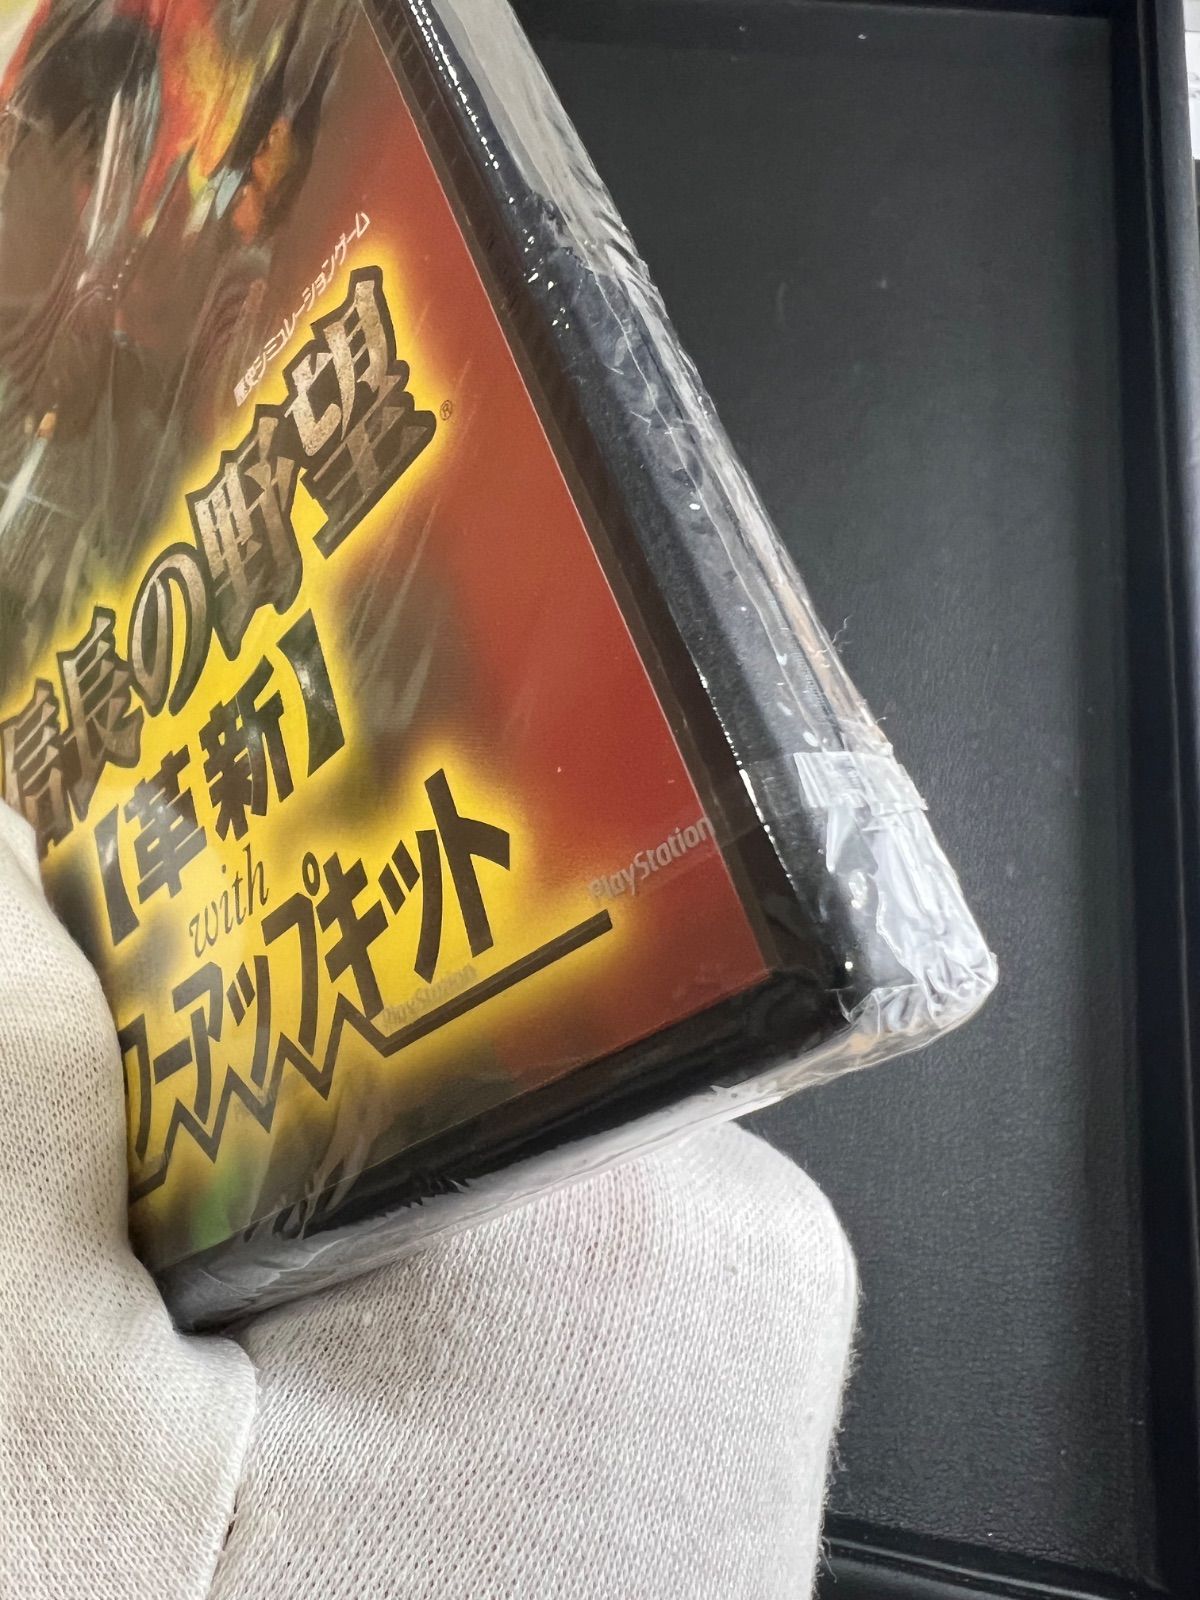 歴史シミュレーションゲーム
信長の野望®
【革新】
with
ワーアップキット
PlayStation
PlayStation